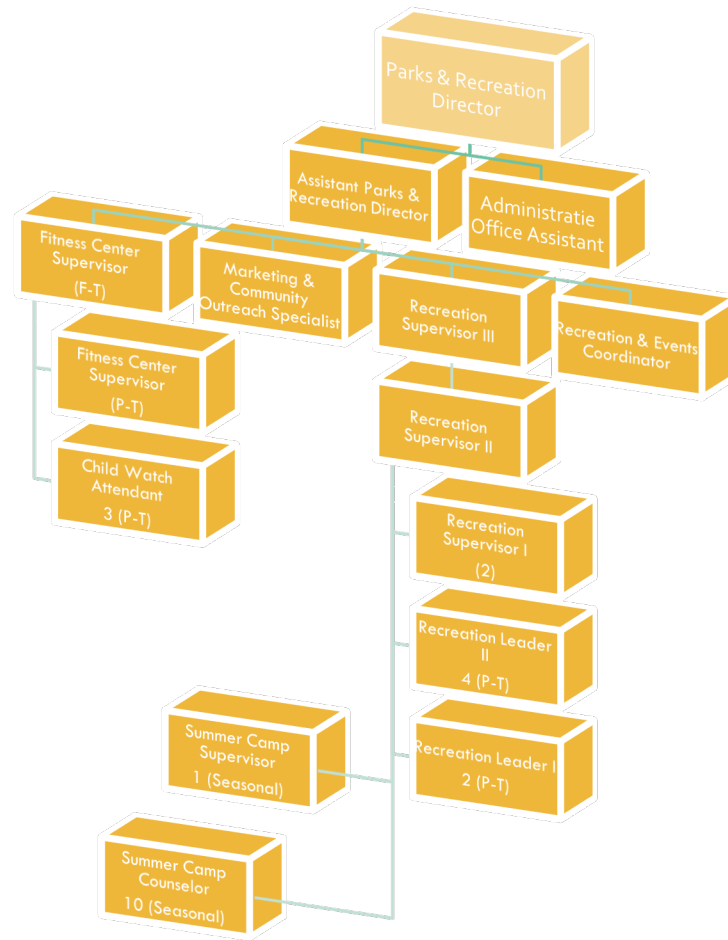 Parks & Recreation
Director
Assistant Parks &
Recreation Director
Administratie
Office Assistant
Fitness Center
Supervisor
(F-T)
Marketing &
Community
Outreach Specialist
Recreation
Supervisor III
Recreation & Events
Coordinator
Fitness Center
Supervisor
(P-T)
Child Watch
Attendant
3 (P-T)
Recreation
Supervisor II
Recreation
Supervisor I
(2)
Recreation Leader
II
4 (P-T)
Recreation Leader I
2 (P-T)
Summer Camp
Supervisor
1 (Seasonal)
Summer Camp
Counselor
10 (Seasonal)